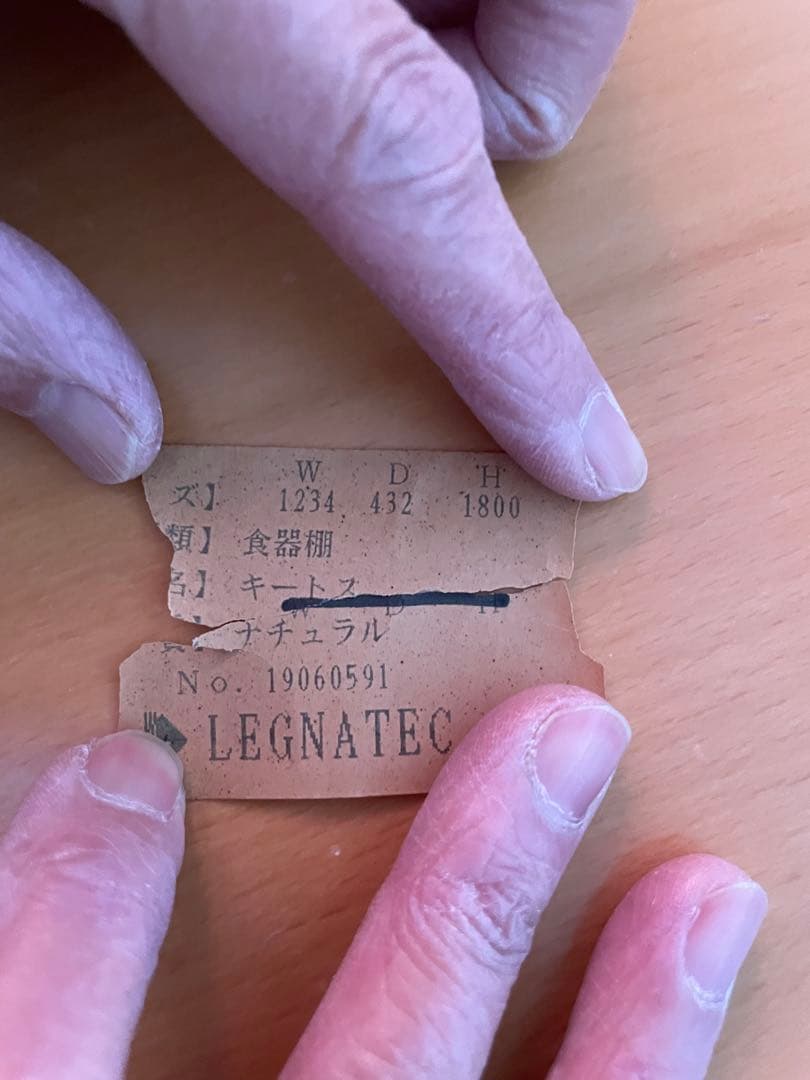 W D H
ズ】 1234 432 1800
類】 食器棚
名】 キートス
W D H
】 ナチュラル
No. 19060591
LEGNATEC